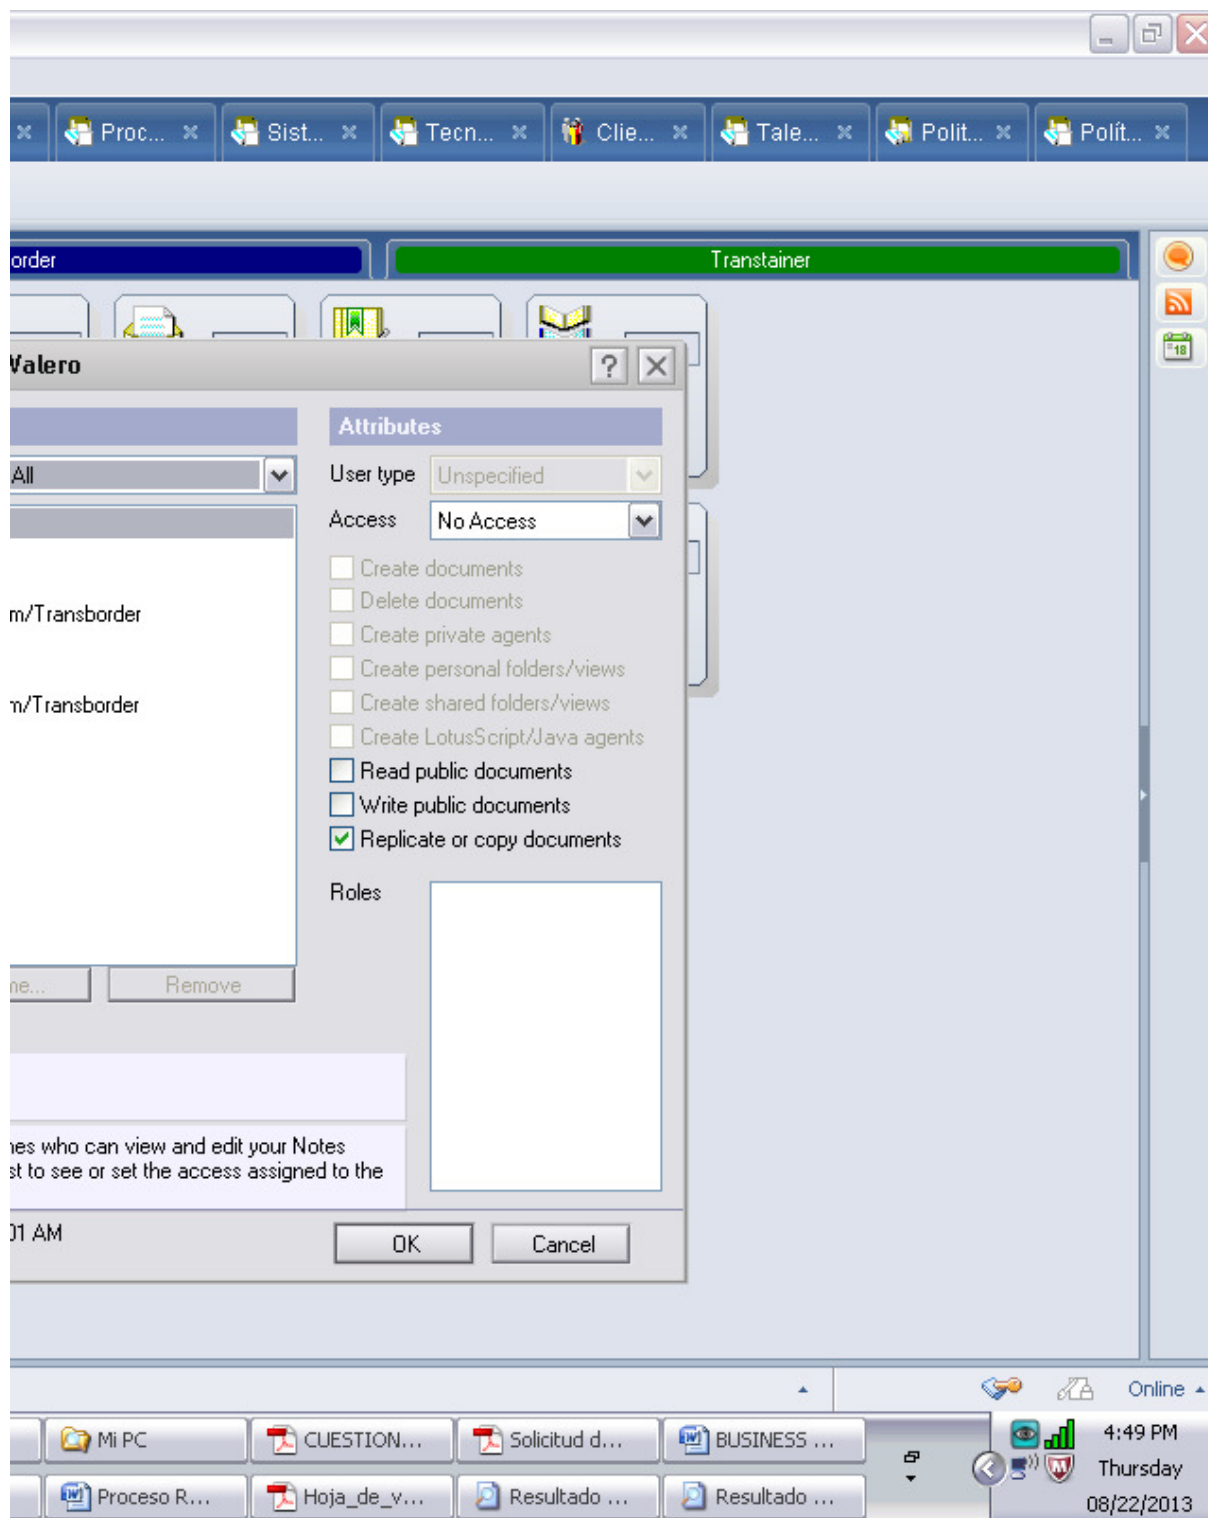 Proc...
Sist...
Tecn...
Clie...
Tale...
Polit...
Polít...
order
Transtainer
18
Valero
Attributes
All
User type
Unspecified
Access
No Access
Create documents
Delete documents
m/Transborder
Create private agents
Create personal folders/views
m/Transborder
Create shared folders/views
Create LotusScript/Java agents
Read public documents
Write public documents
Replicate or copy documents
Roles
me...
Remove
nes who can view and edit your Notes
st to see or set the access assigned to the
01 AM
OK
Cancel
Online
Mi PC
CUESTION...
Solicitud d...
BUSINESS ...
4:49 PM
Proceso R...
Hoja_de_v...
Resultado ...
Resultado ...
Thursday
08/22/2013